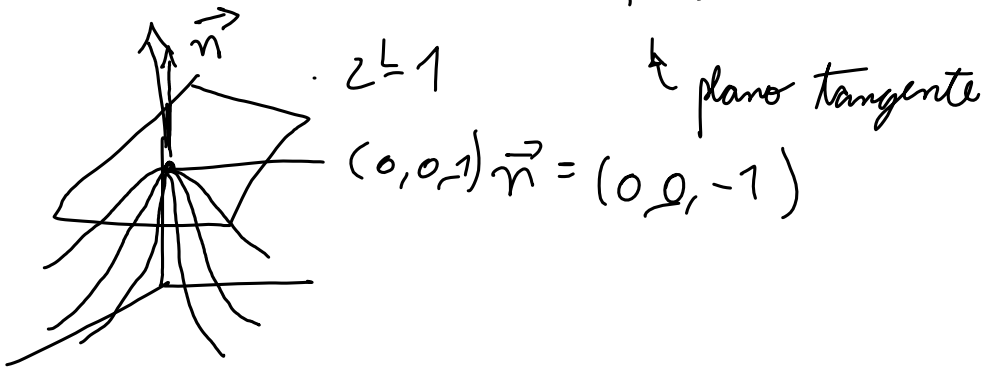 n⃗
z = 1
plano tangente
(0,0,1) n⃗ = (0,0,-1)